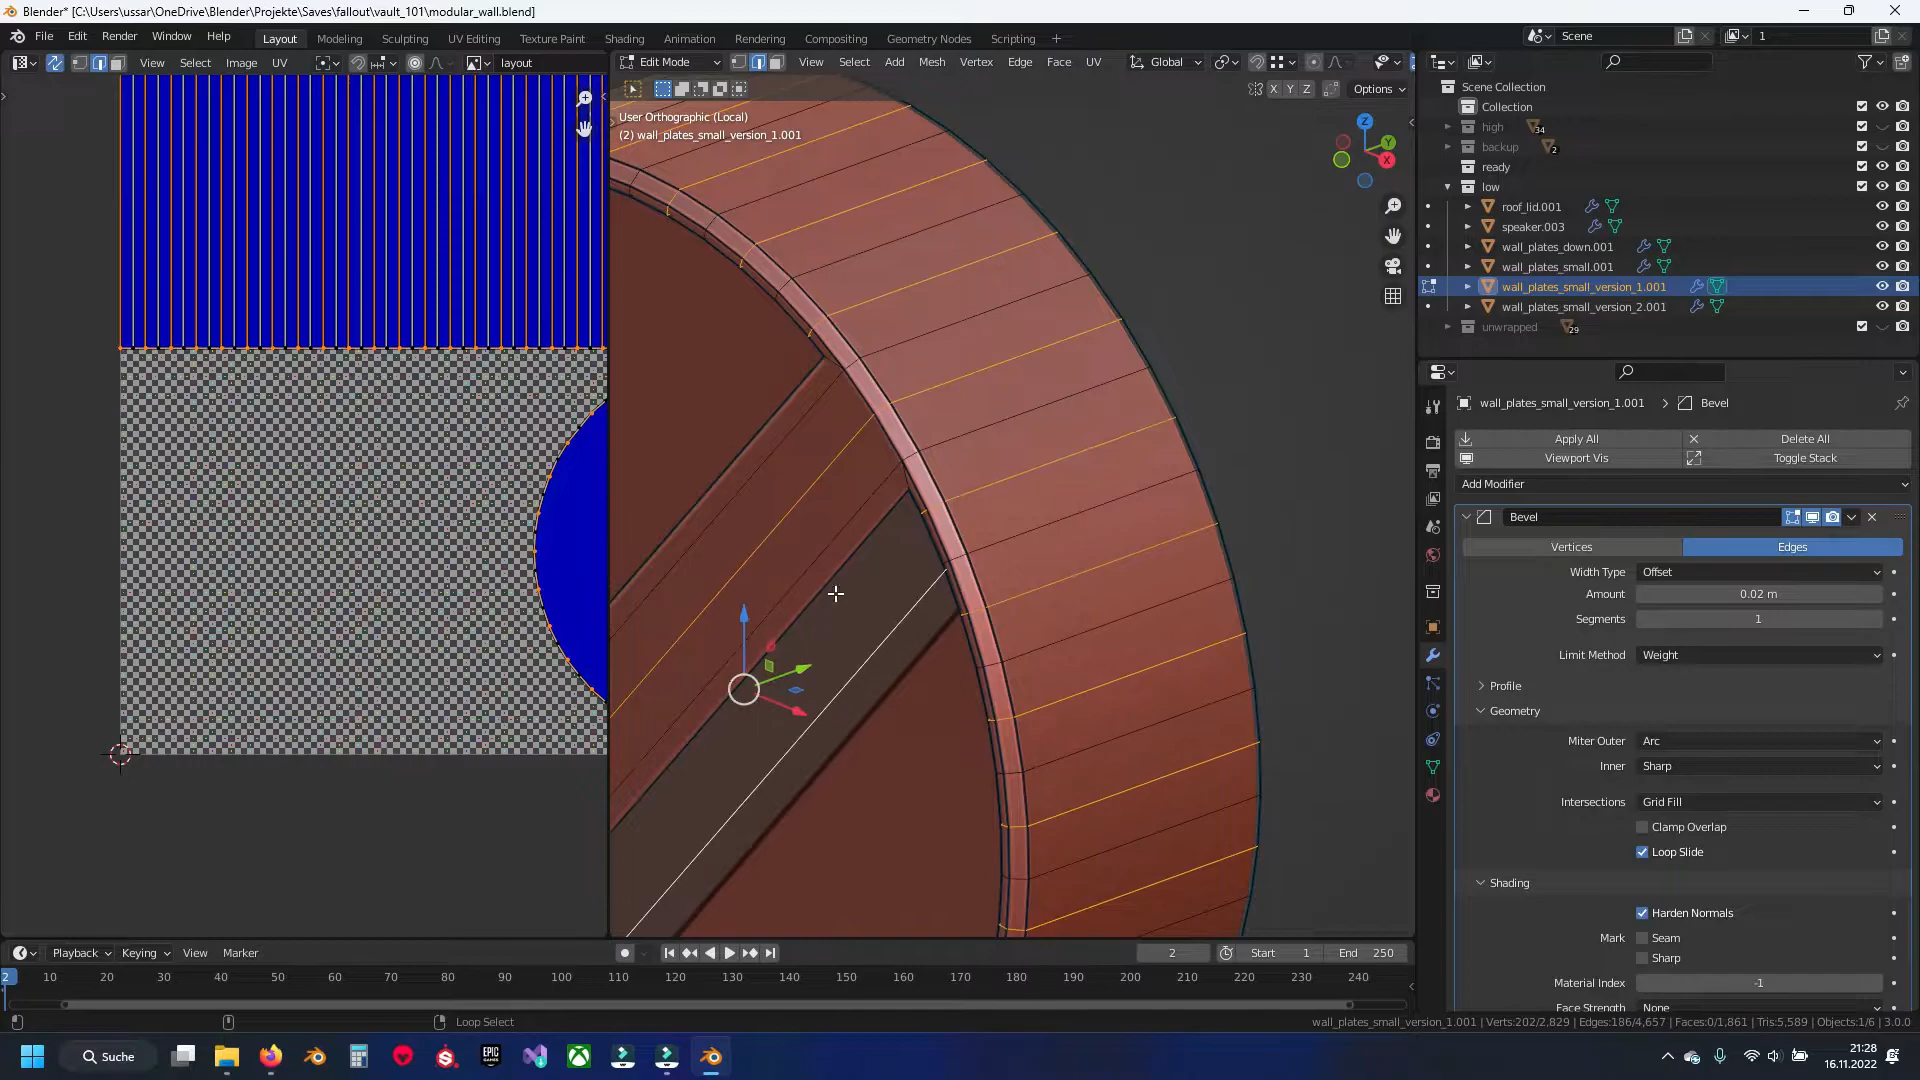 Blender* [C:\Users\ussar\OneDrive\Blender\Projekte\Saves\fallout\vault_101\modular_wall.blend]
File Edit Render Window Help Layout Modeling Sculpting UV Editing Texture Paint Shading Animation Rendering Compositing Geometry Nodes Scripting Scene 1
View Select Image UV layout Edit Mode View Select Add Mesh Vertex Edge Face UV Global
X Y Z Options
User Orthographic (Local)
(2) wall_plates_small_version_1.001
Z Y X
Scene Collection
Collection
high 34
backup 2
ready
low
roof_lid.001
speaker.003
wall_plates_down.001
wall_plates_small.001
wall_plates_small_version_1.001
wall_plates_small_version_2.001
unwrapped 29
wall_plates_small_version_1.001 Bevel
Apply All Delete All
Viewport Vis Toggle Stack
Add Modifier
Bevel
Vertices Edges
Width Type Offset
Amount 0.02 m
Segments 1
Limit Method Weight
Profile
Geometry
Miter Outer Arc
Inner Sharp
Intersections Grid Fill
Clamp Overlap
Loop Slide
Shading
Harden Normals
Mark Seam
Sharp
Material Index -1
Face Strength None
Playback Keying View Marker 2 Start 1 End 250
2 10 20 30 40 50 60 70 80 90 100 110 120 130 140 150 160 170 180 190 200 210 220 230 240
Loop Select
wall_plates_small_version_1.001 | Verts:202/2,829 | Edges:186/4,657 | Faces:0/1,861 | Tris:5,589 | Objects:1/6 | 3.0.0
Suche
EPIC GAMES
21:28
16.11.2022